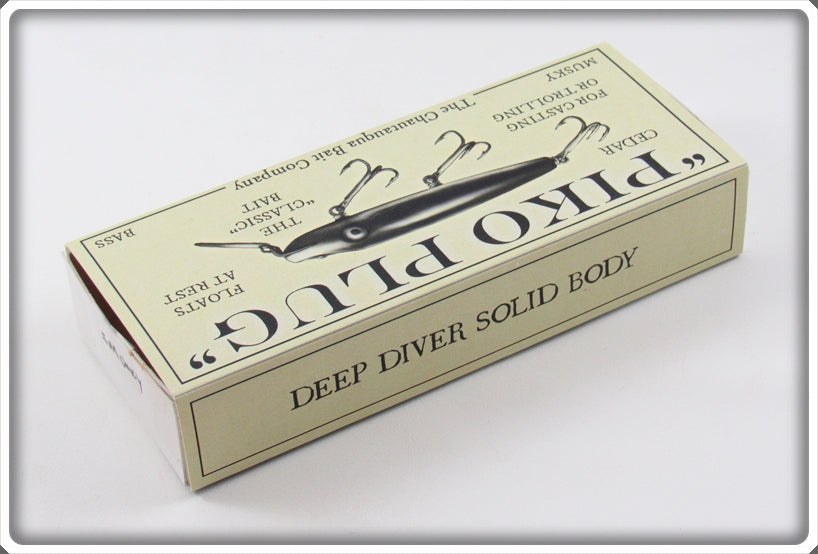 "PIKO PLUG"
CEDAR
FOR CASTING
OR TROLLING
MUSKY
THE
"CLASSIC"
BAIT
FLOATS
AT REST
BASS
The Chautauqua Bait Company
DEEP DIVER SOLID BODY